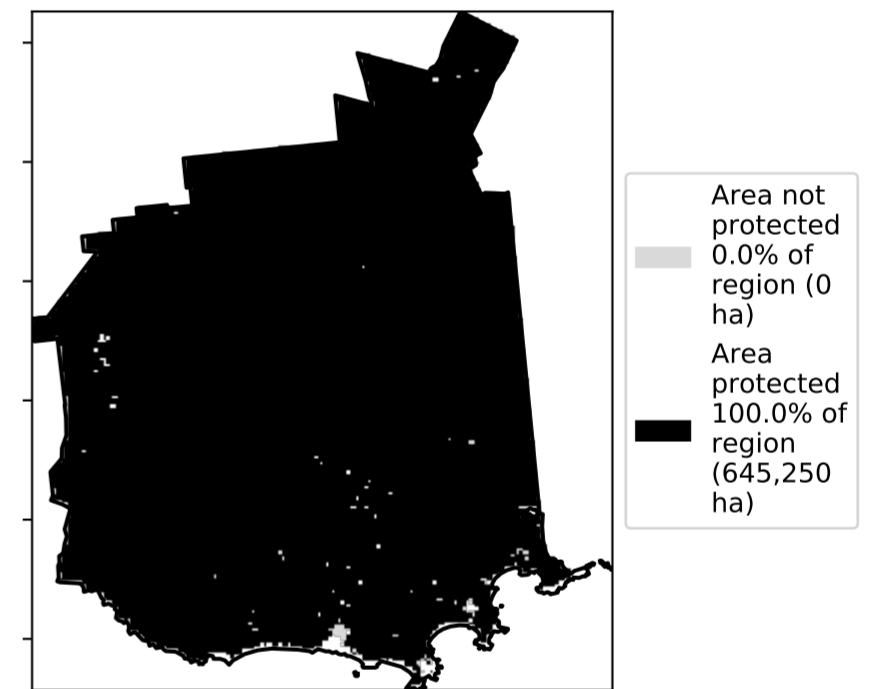 Area not
protected
0.0% of
region (0
ha)
Area
protected
100.0% of
region
(645,250
ha)